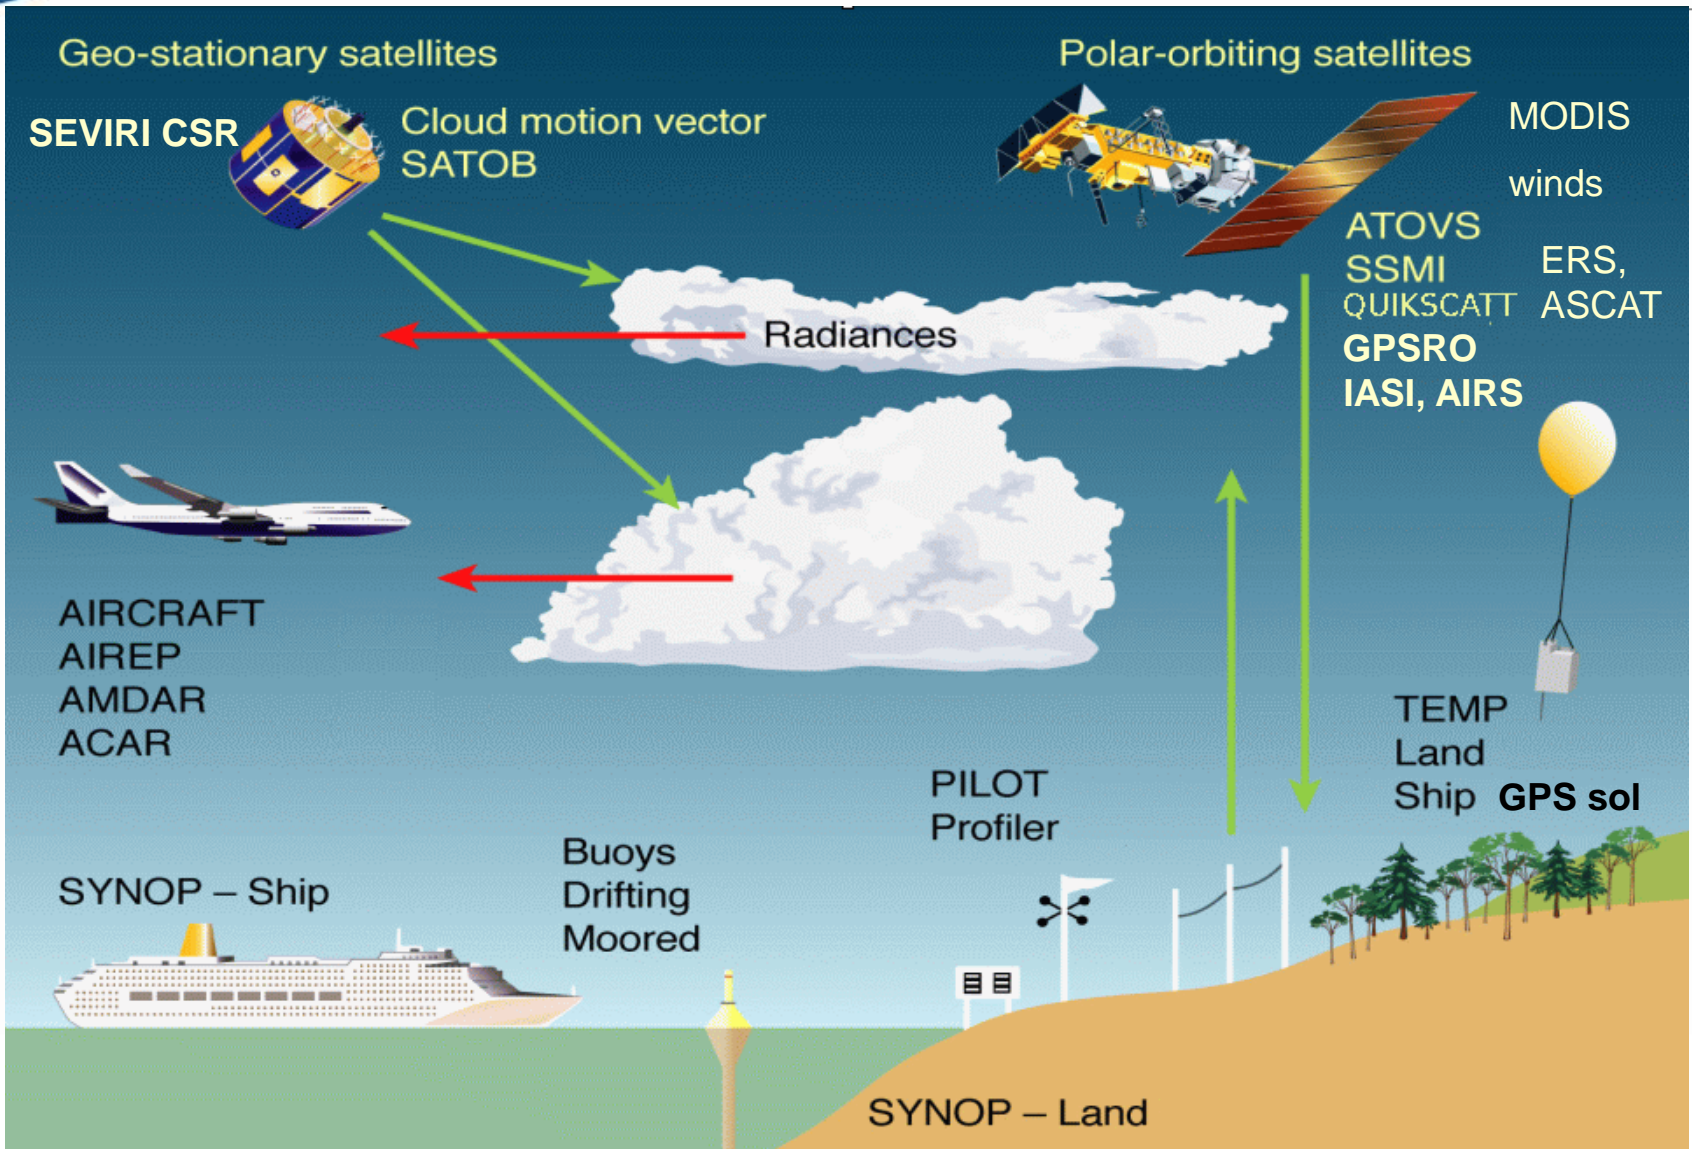 Geo-stationary satellites
SEVIRI CSR
Cloud motion vector
SATOB
Polar-orbiting satellites
MODIS
winds
ATOVS
SSMI
QUIKSCATT
GPSRO
IASI, AIRS
ERS,
ASCAT
Radiances
AIRCRAFT
AIREP
AMDAR
ACAR
TEMP
Land
Ship
GPS sol
PILOT
Profiler
Buoys
Drifting
Moored
SYNOP – Ship
SYNOP – Land